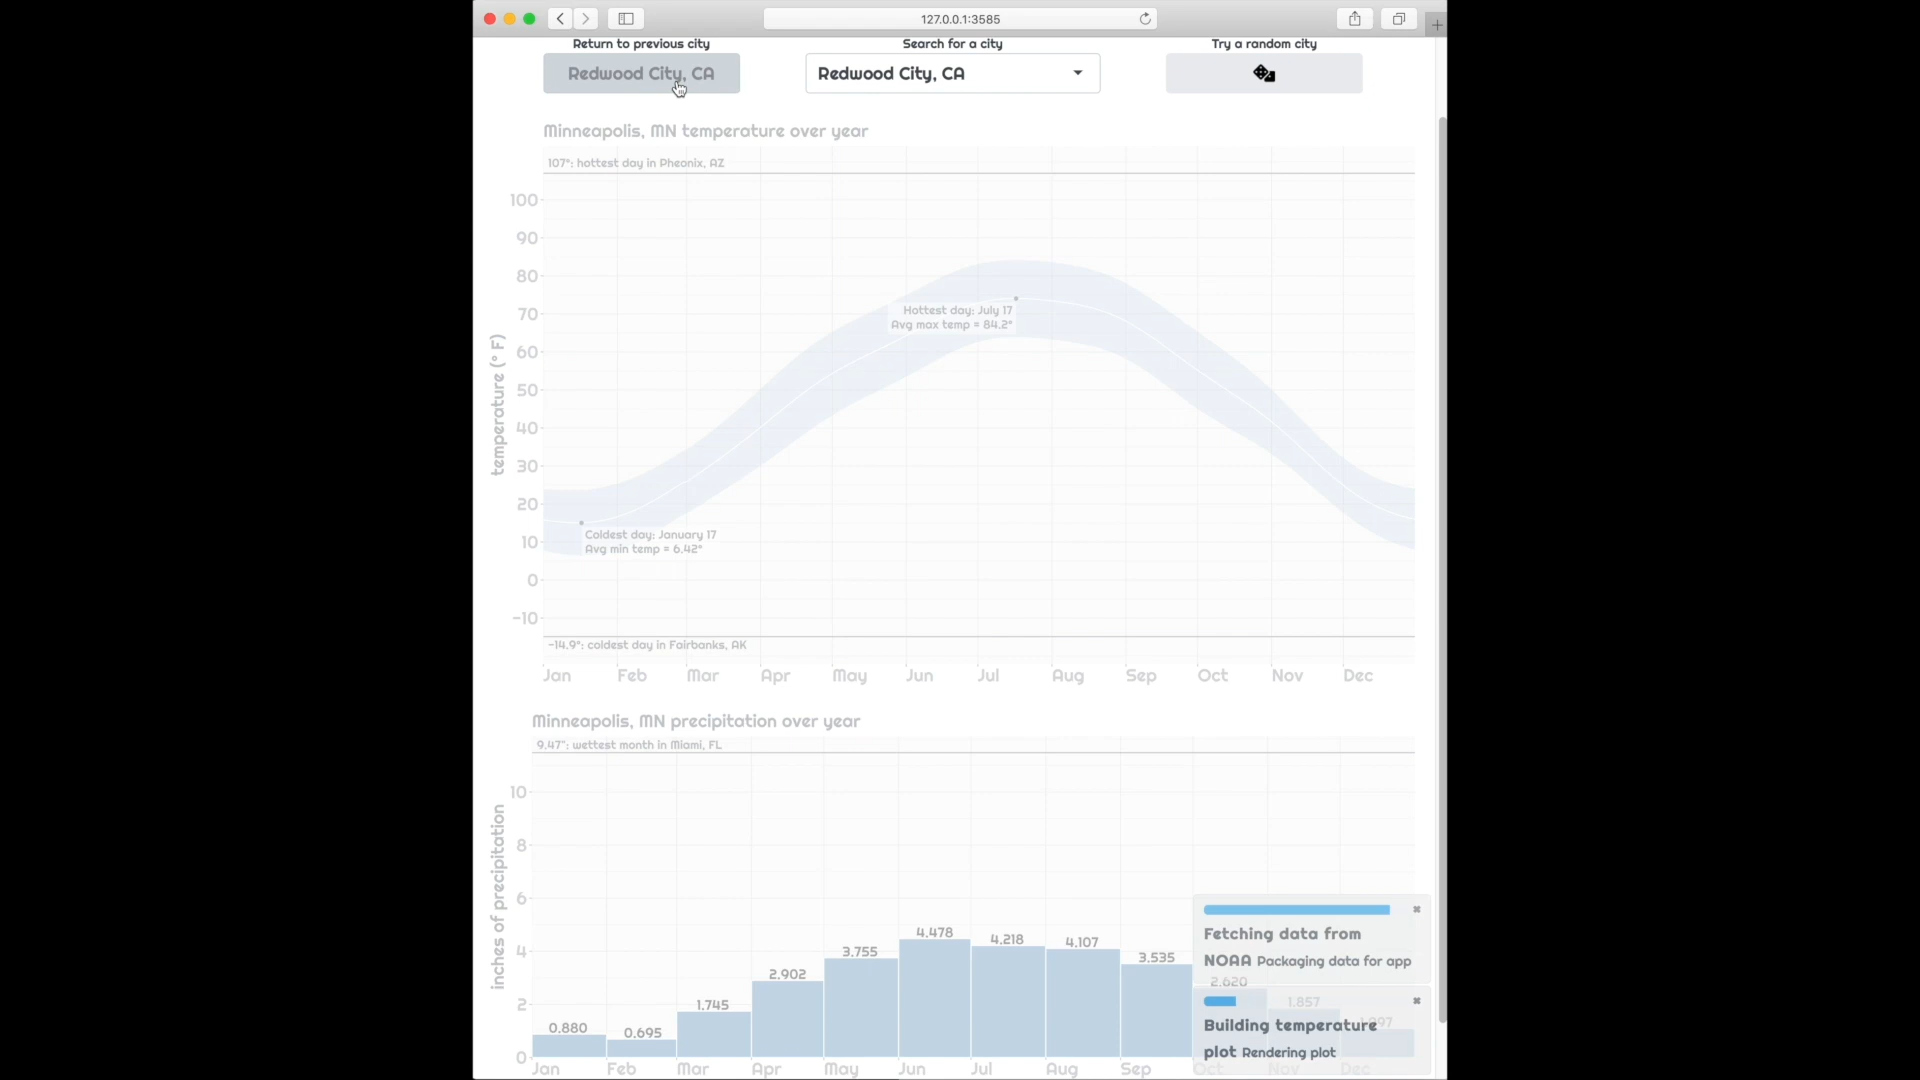 127.0.0.1:3585
Return to previous city
Search for a city
Try a random city
Redwood City, CA
Redwood City, CA
Minneapolis, MN temperature over year
107°: hottest day in Pheonix, AZ
100
90
80
70
60
50
40
30
20
10
0
-10
temperature (° F)
Hottest day: July 17
Avg max temp = 84.2°
Coldest day: January 17
Avg min temp = 6.42°
-14.9°: coldest day in Fairbanks, AK
Jan Feb Mar Apr May Jun Jul Aug Sep Oct Nov Dec
Minneapolis, MN precipitation over year
9.47": wettest month in Miami, FL
10
8
6
4
2
0
inches of precipitation
0.880
0.695
1.745
2.902
3.755
4.478
4.218
4.107
3.535
2.620
1.857
Fetching data from
NOAA Packaging data for app
Building temperature
plot Rendering plot
Jan Feb Mar Apr May Jun Jul Aug Sep Oct Nov Dec